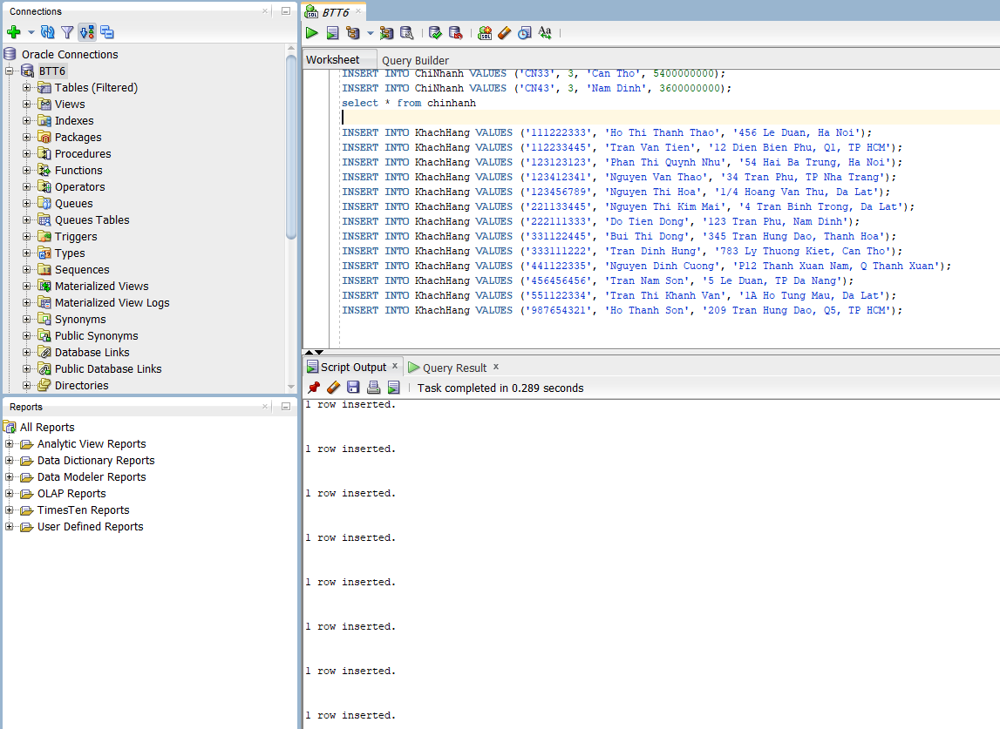 Connections
Oracle Connections
BTT6
Tables (Filtered)
Views
Indexes
Packages
Procedures
Functions
Operators
Queues
Queues Tables
Triggers
Types
Sequences
Materialized Views
Materialized View Logs
Synonyms
Public Synonyms
Database Links
Public Database Links
Directories
Reports
All Reports
Analytic View Reports
Data Dictionary Reports
Data Modeler Reports
OLAP Reports
TimesTen Reports
User Defined Reports
BTT6
Worksheet Query Builder
INSERT INTO ChiNhanh VALUES ('CN33', 3, 'Can Tho', 5400000000);
INSERT INTO ChiNhanh VALUES ('CN43', 3, 'Nam Dinh', 3600000000);
select * from chinhanh
INSERT INTO KhachHang VALUES ('111222333', 'Ho Thi Thanh Thao', '456 Le Duan, Ha Noi');
INSERT INTO KhachHang VALUES ('112233445', 'Tran Van Tien', '12 Dien Bien Phu, Q1, TP HCM');
INSERT INTO KhachHang VALUES ('123123123', 'Phan Thi Quynh Nhu', '54 Hai Ba Trung, Ha Noi');
INSERT INTO KhachHang VALUES ('123412341', 'Nguyen Van Thao', '34 Tran Phu, TP Nha Trang');
INSERT INTO KhachHang VALUES ('123456789', 'Nguyen Thi Hoa', '1/4 Hoang Van Thu, Da Lat');
INSERT INTO KhachHang VALUES ('221133445', 'Nguyen Thi Kim Mai', '4 Tran Binh Trong, Da Lat');
INSERT INTO KhachHang VALUES ('222111333', 'Do Tien Dong', '123 Tran Phu, Nam Dinh');
INSERT INTO KhachHang VALUES ('331122445', 'Bui Thi Dong', '345 Tran Hung Dao, Thanh Hoa');
INSERT INTO KhachHang VALUES ('333111222', 'Tran Dinh Hung', '783 Ly Thuong Kiet, Can Tho');
INSERT INTO KhachHang VALUES ('441122335', 'Nguyen Dinh Cuong', 'P12 Thanh Xuan Nam, Q Thanh Xuan');
INSERT INTO KhachHang VALUES ('456456456', 'Tran Nam Son', '5 Le Duan, TP Da Nang');
INSERT INTO KhachHang VALUES ('551122334', 'Tran Thi Khanh Van', '1A Ho Tung Mau, Da Lat');
INSERT INTO KhachHang VALUES ('987654321', 'Ho Thanh Son', '209 Tran Hung Dao, Q5, TP HCM');
Script Output Query Result
Task completed in 0.289 seconds
1 row inserted.
1 row inserted.
1 row inserted.
1 row inserted.
1 row inserted.
1 row inserted.
1 row inserted.
1 row inserted.